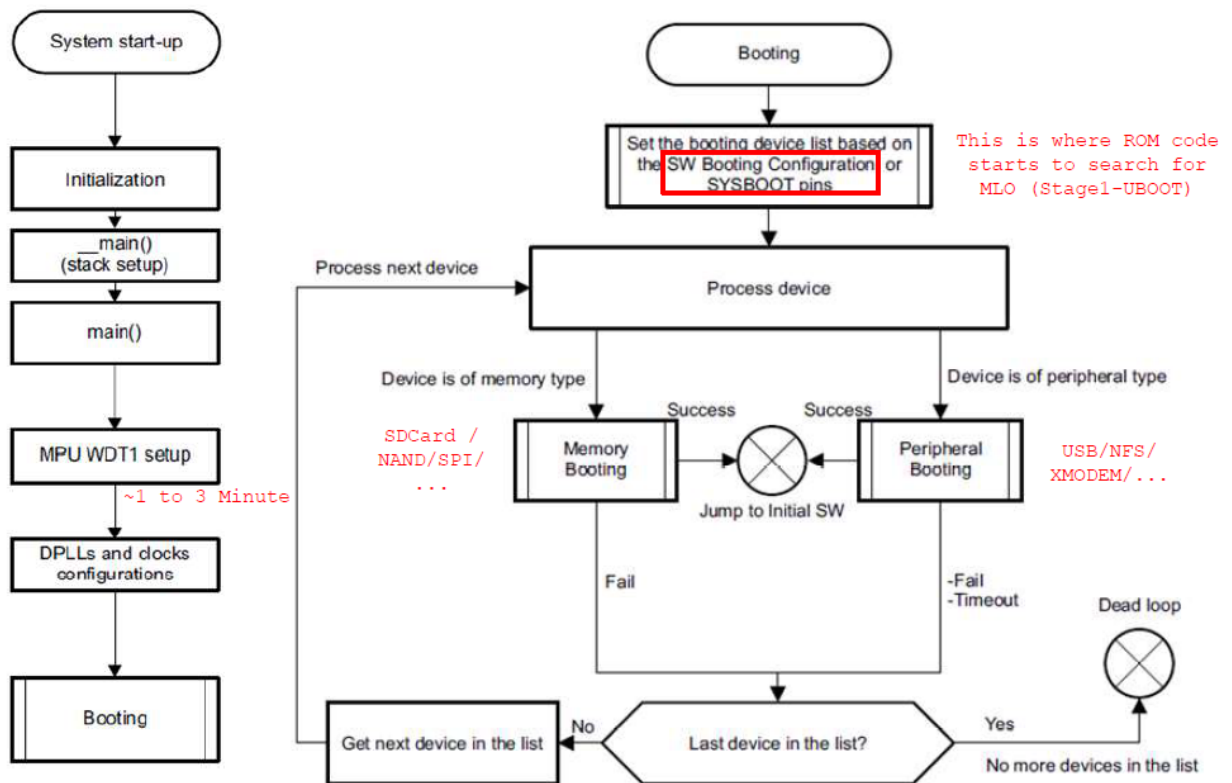 System start-up
Initialization
__main()
(stack setup)
main()
MPU WDT1 setup
~1 to 3 Minute
DPLLs and clocks
configurations
Booting
Booting
Set the booting device list based on
the SW Booting Configuration or
SYSBOOT pins
This is where ROM code
starts to search for
MLO (Stage1-UBOOT)
Process next device
Process device
Device is of memory type
Device is of peripheral type
Success
Success
SDCard /
NAND/SPI/
...
Memory
Booting
Peripheral
Booting
USB/NFS/
XMODEM/...
Jump to Initial SW
Fail
-Fail
-Timeout
Dead loop
Get next device in the list
No
Last device in the list?
Yes
No more devices in the list